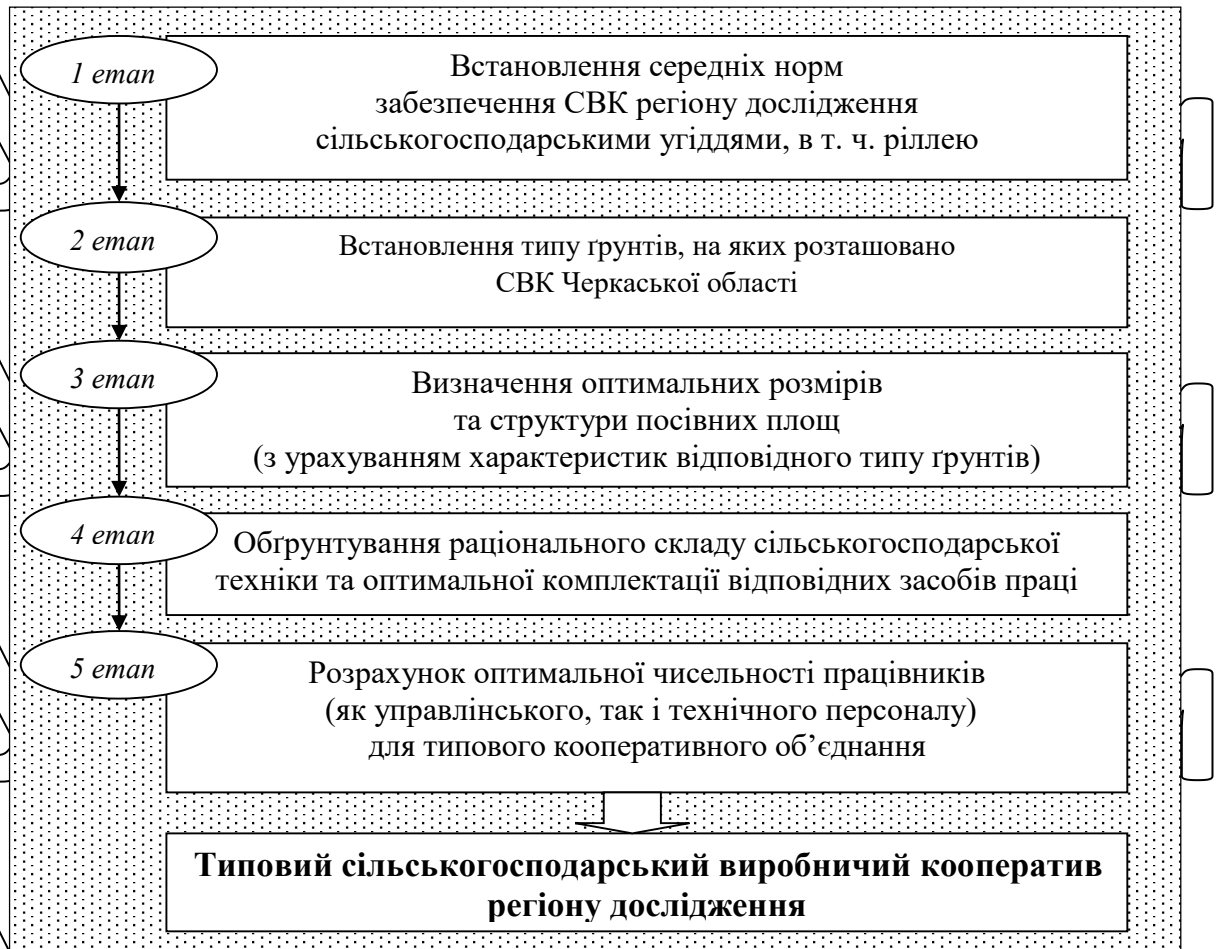 1 етап
Встановлення середніх норм
забезпечення СВК регіону дослідження
сільськогосподарськими угіддями, в т. ч. ріллею
2 етап
Встановлення типу ґрунтів, на яких розташовано
СВК Черкаської області
3 етап
Визначення оптимальних розмірів
та структури посівних площ
(з урахуванням характеристик відповідного типу ґрунтів)
4 етап
Обґрунтування раціонального складу сільськогосподарської
техніки та оптимальної комплектації відповідних засобів праці
5 етап
Розрахунок оптимальної чисельності працівників
(як управлінського, так і технічного персоналу)
для типового кооперативного об’єднання
Типовий сільськогосподарський виробничий кооператив
регіону дослідження